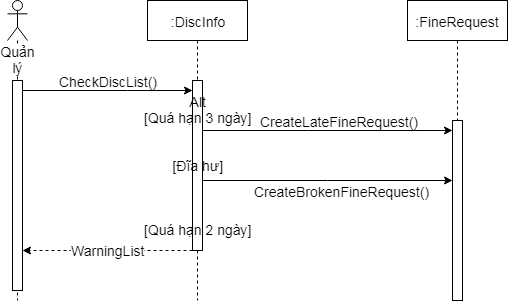 :DiscInfo
:FineRequest
Quản
lý
CheckDiscList()
Alt
[Quá hạn 3 ngày]
CreateLateFineRequest()
[Đĩa hư]
CreateBrokenFineRequest()
[Quá hạn 2 ngày]
WarningList